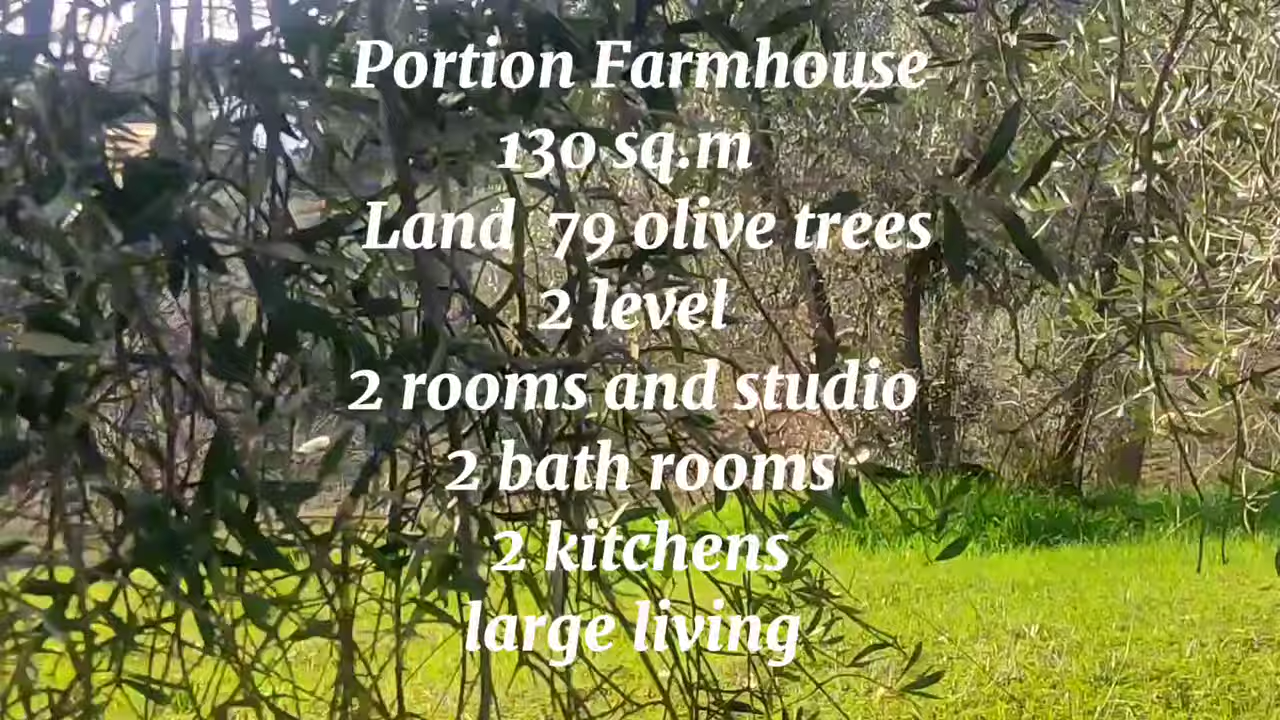 Portion Farmhouse
130 sq.m
Land 79 olive trees
2 level
2 rooms and studio
2 bath rooms
2 kitchens
large living